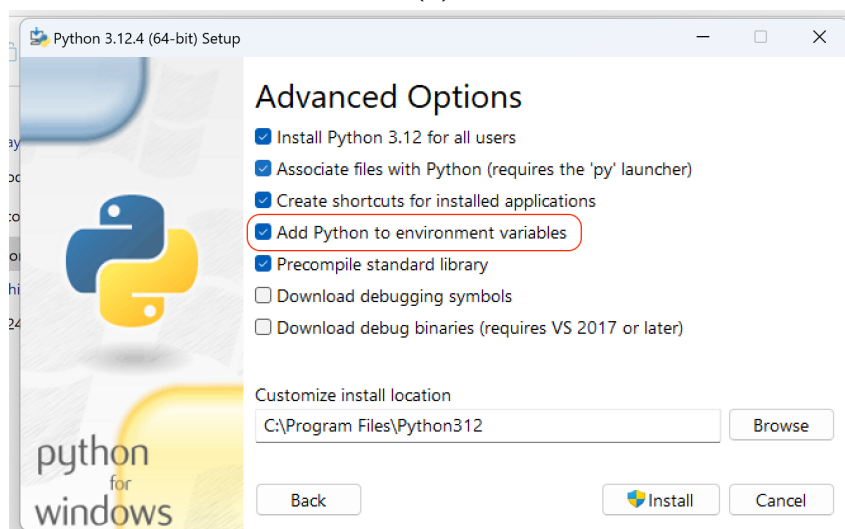 Python 3.12.4 (64-bit) Setup
Advanced Options
Install Python 3.12 for all users
Associate files with Python (requires the 'py' launcher)
Create shortcuts for installed applications
Add Python to environment variables
Precompile standard library
Download debugging symbols
Download debug binaries (requires VS 2017 or later)
Customize install location
C:\Program Files\Python312
Browse
python
for
windows
Back
Install
Cancel